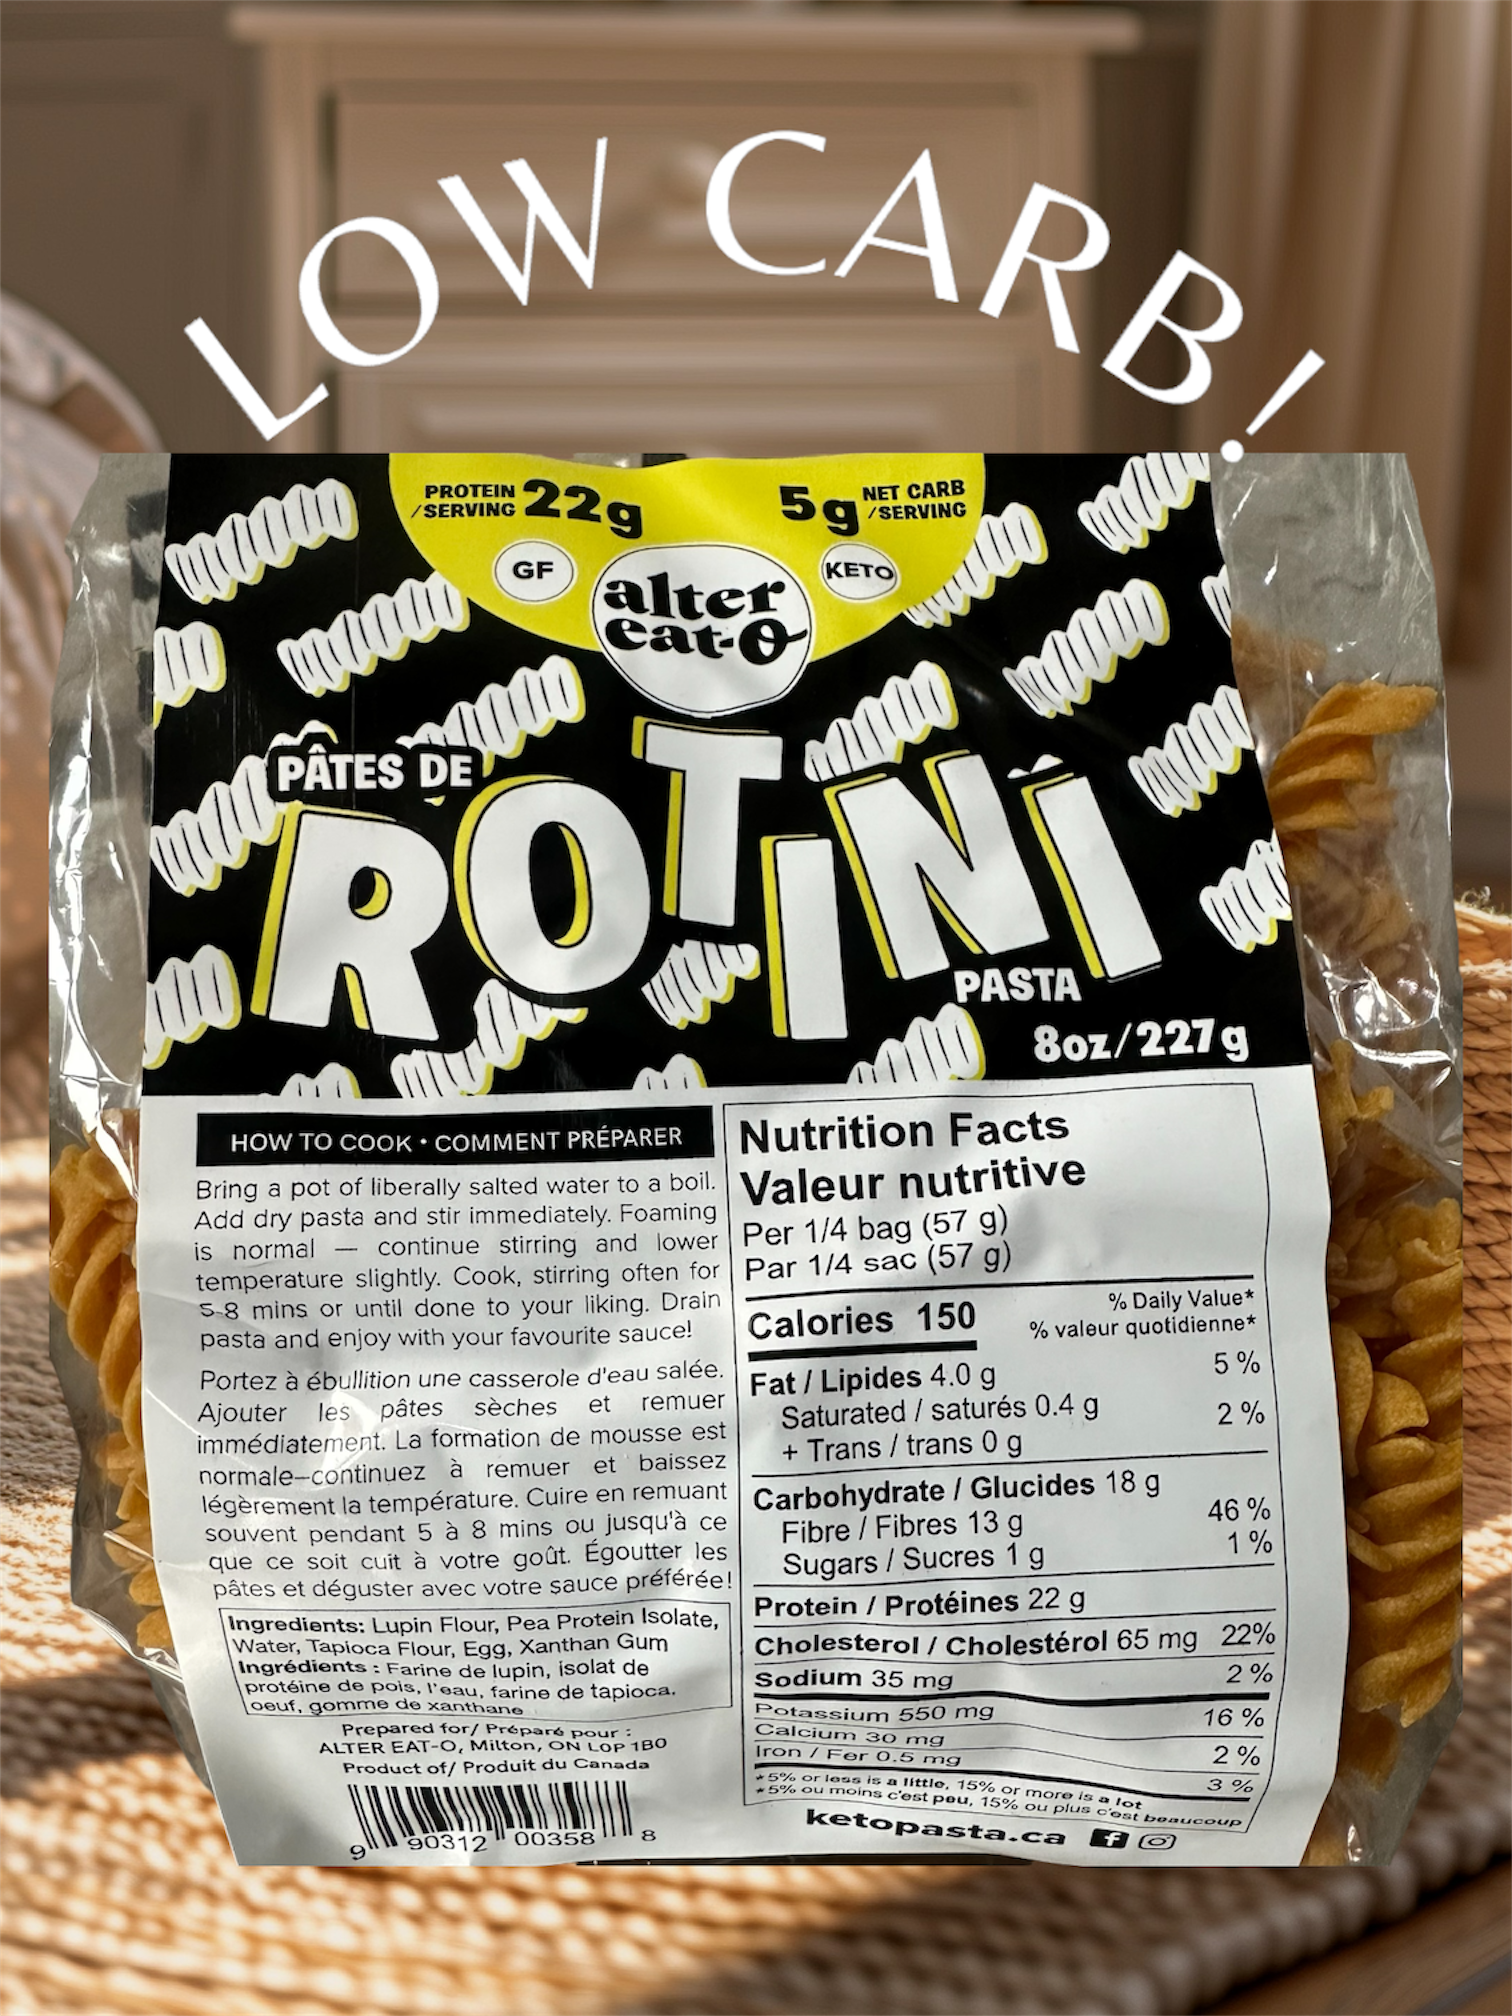 LOW CARB!
PROTEIN
/SERVING 22g
5g NET CARB
/SERVING
GF
KETO
alter
eat-O
PÂTES DE
ROTINI
PASTA
8oz/227g
HOW TO COOK • COMMENT PRÉPARER
Bring a pot of liberally salted water to a boil.
Add dry pasta and stir immediately. Foaming
is normal — continue stirring and lower
temperature slightly. Cook, stirring often for
5-8 mins or until done to your liking. Drain
pasta and enjoy with your favourite sauce!
Portez à ébullition une casserole d'eau salée.
Ajouter les pâtes sèches et remuer
immédiatement. La formation de mousse est
normale—continuez à remuer et baissez
légèrement la température. Cuire en remuant
souvent pendant 5 à 8 mins ou jusqu'à ce
que ce soit cuit à votre goût. Égoutter les
pâtes et déguster avec votre sauce préférée!
Ingredients: Lupin Flour, Pea Protein Isolate,
Water, Tapioca Flour, Egg, Xanthan Gum
Ingrédients : Farine de lupin, isolat de
protéine de pois, l'eau, farine de tapioca,
oeuf, gomme de xanthane
Prepared for/ Préparé pour :
ALTER EAT-O, Milton, ON L0P 1B0
Product of/ Produit du Canada
9 90312 00358 8
Nutrition Facts
Valeur nutritive
Per 1/4 bag (57 g)
Par 1/4 sac (57 g)
Calories 150
% Daily Value*
% valeur quotidienne*
Fat / Lipides 4.0 g 5 %
Saturated / saturés 0.4 g 2 %
+ Trans / trans 0 g
Carbohydrate / Glucides 18 g
Fibre / Fibres 13 g 46 %
Sugars / Sucres 1 g 1 %
Protein / Protéines 22 g
Cholesterol / Cholestérol 65 mg 22%
Sodium 35 mg 2 %
Potassium 550 mg 16 %
Calcium 30 mg 2 %
Iron / Fer 0.5 mg 3 %
*5% or less is a little, 15% or more is a lot
*5% ou moins c'est peu, 15% ou plus c'est beaucoup
ketopasta.ca